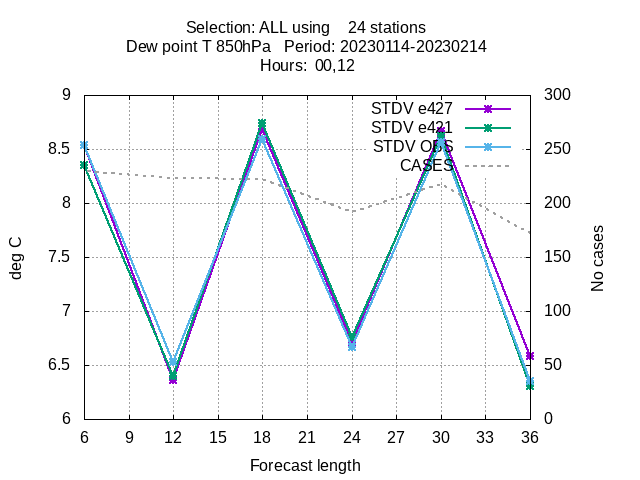 Selection: ALL using    24 stations
Dew point T 850hPa   Period: 20230114-20230214
Hours:  00,12
9 300
STDV e427
STDV e431
8.5 STDV OBS 250
CASES
8 200
7.5 150
deg C
No cases
7 100
6.5 50
6 0
6 9 12 15 18 21 24 27 30 33 36
Forecast length